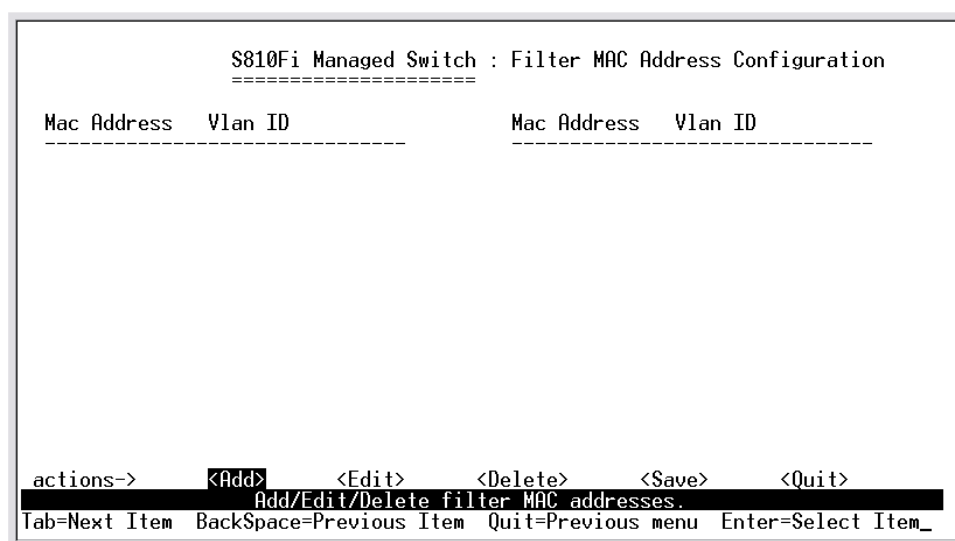 S810Fi Managed Switch : Filter MAC Address Configuration
=====================
Mac Address   Vlan ID                  Mac Address   Vlan ID
-------------------------------         -------------------------------
actions->      <Add>      <Edit>      <Delete>      <Save>      <Quit>
Add/Edit/Delete filter MAC addresses.
Tab=Next Item  BackSpace=Previous Item  Quit=Previous menu  Enter=Select Item_